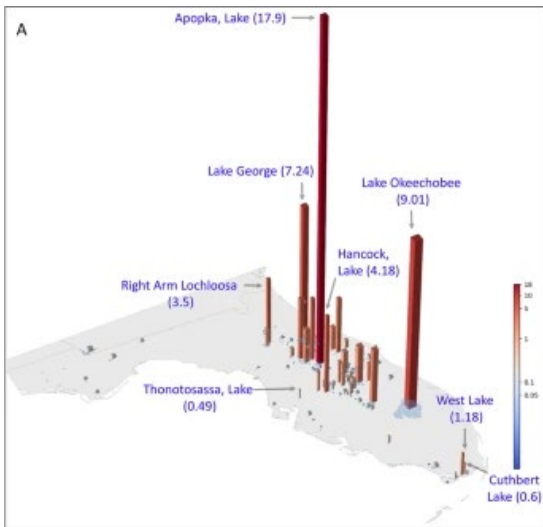 A
Apopka, Lake (17.9)
Lake George (7.24)
Lake Okeechobee
(9.01)
Hancock,
Lake (4.18)
Right Arm Lochloosa
(3.5)
Thonotosassa, Lake
(0.49)
West Lake
(1.18)
Cuthbert
Lake (0.6)
10
5
1
0.1
0.05